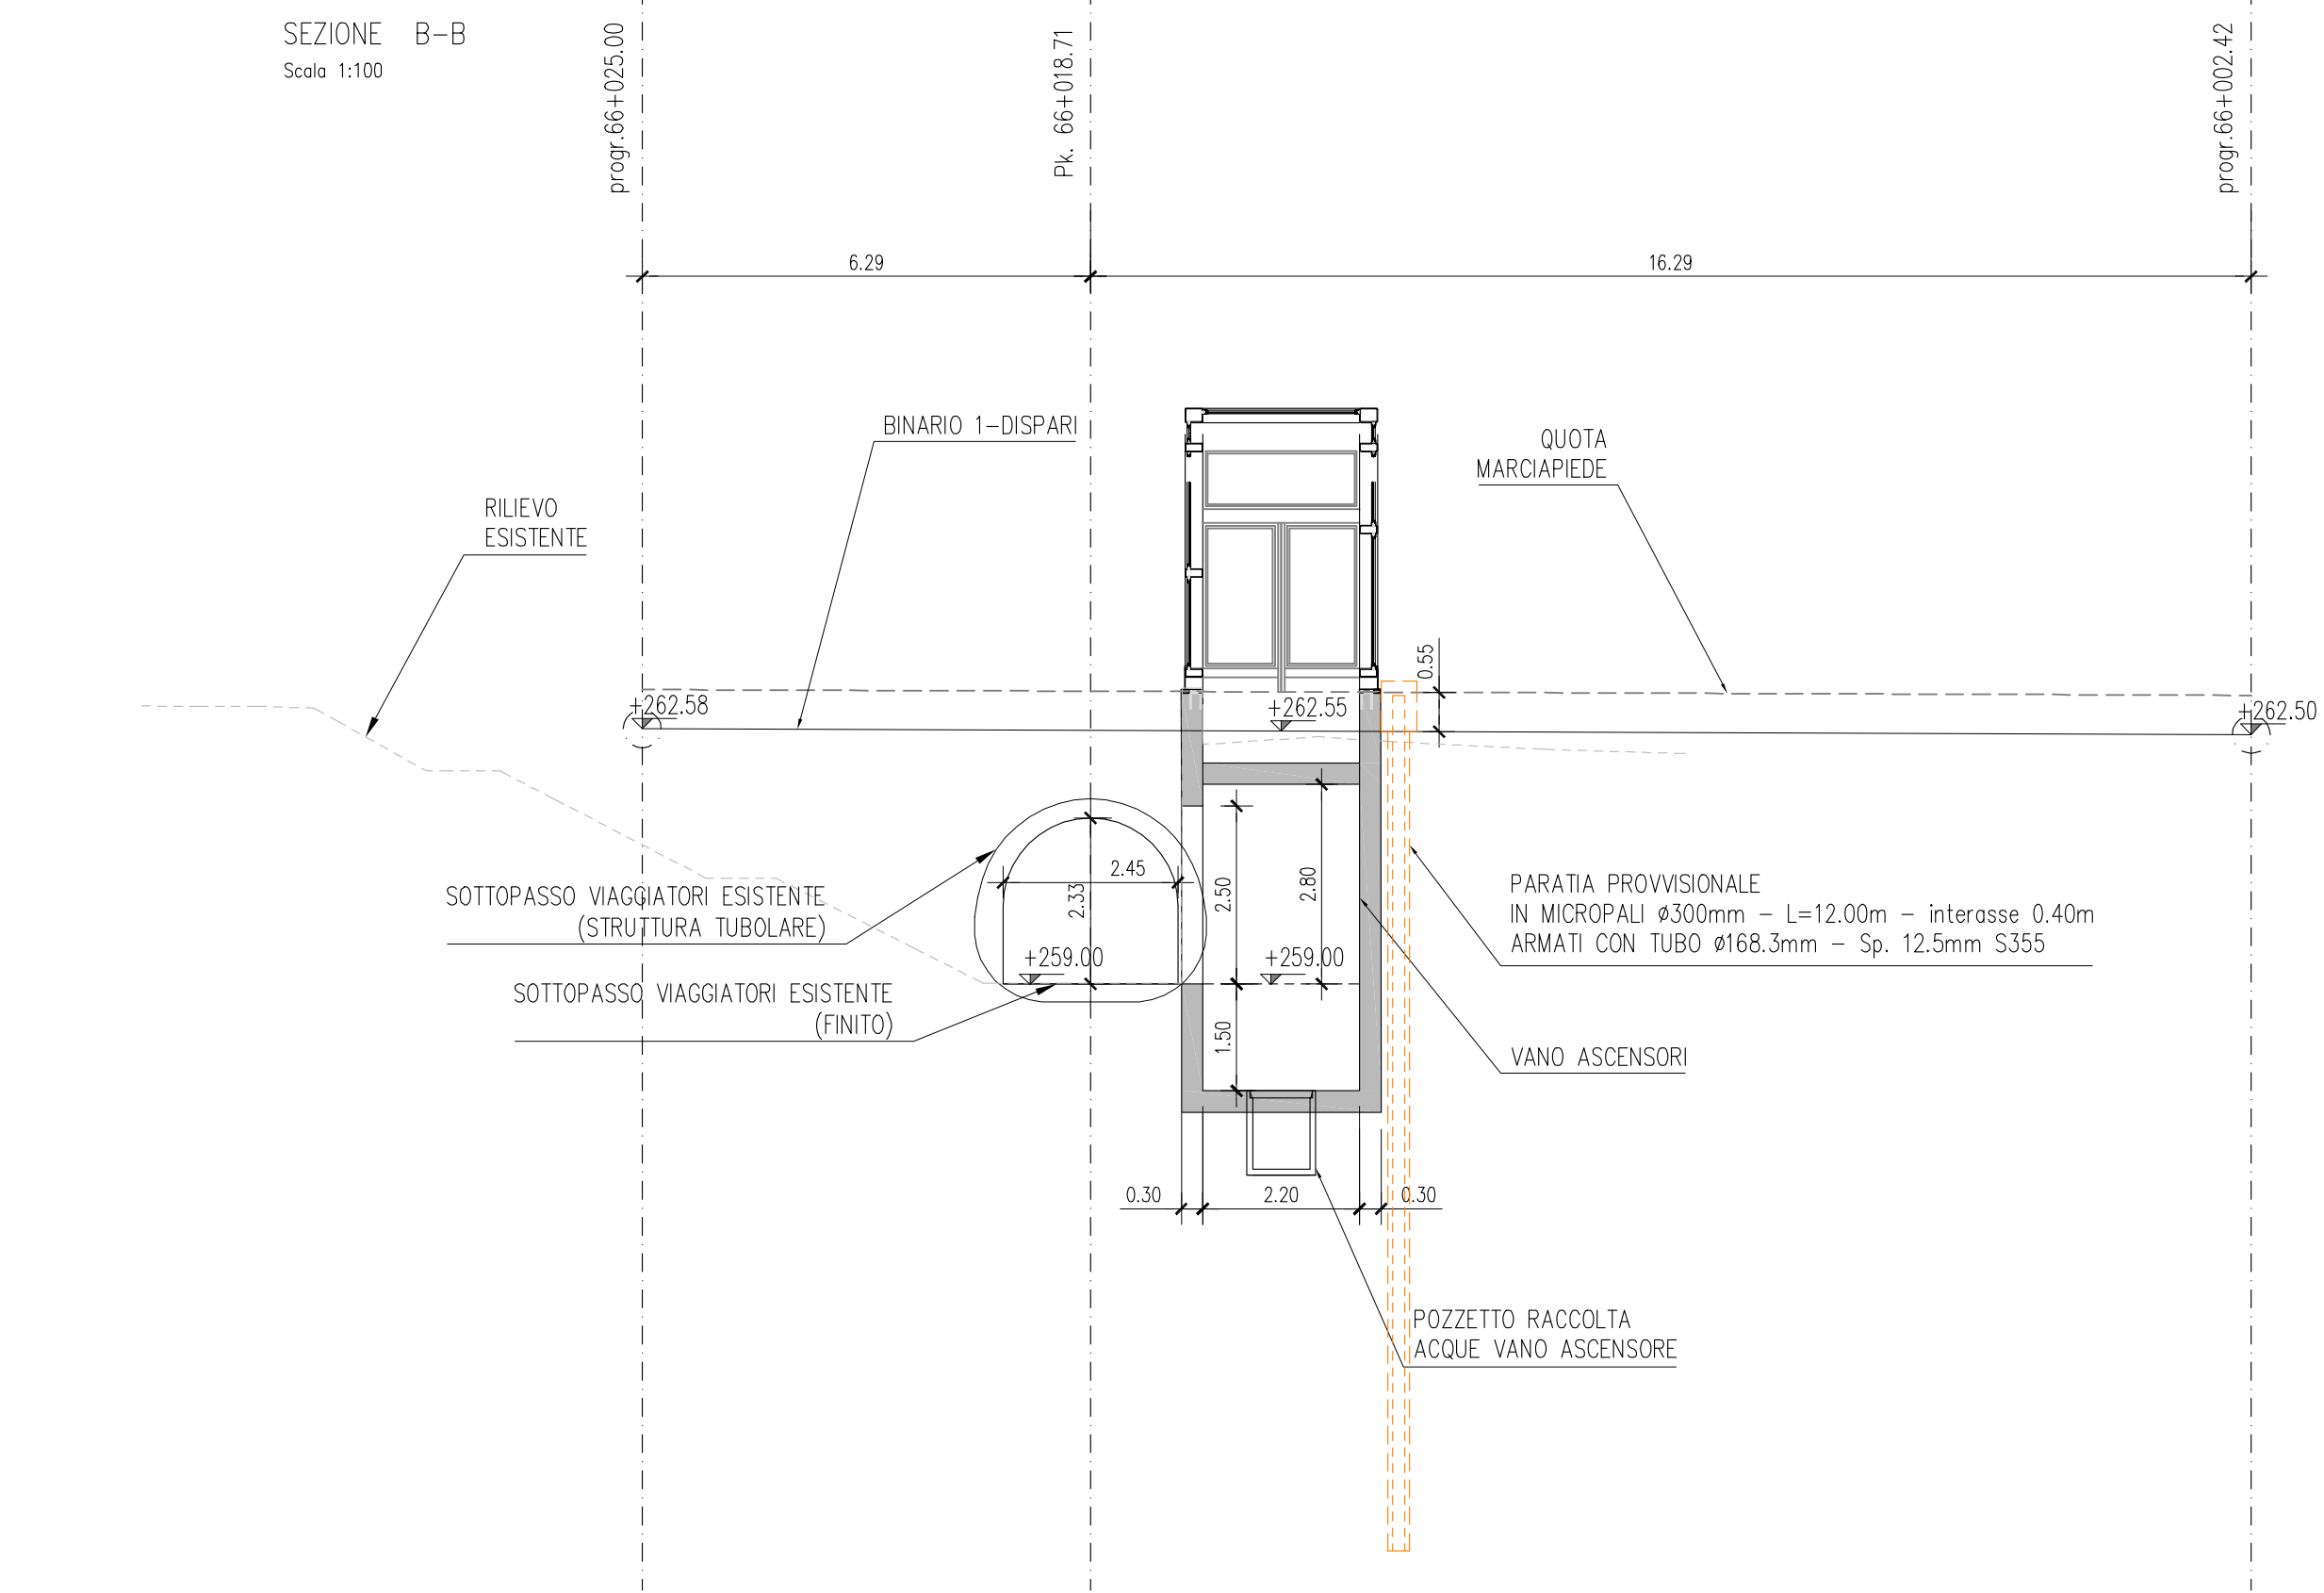 SEZIONE B-B
Scala 1:100
progr.66+025.00
Pk. 66+018.71
progr.66+002.42
6.29
16.29
BINARIO 1-DISPARI
QUOTA
MARCIAPIEDE
RILIEVO
ESISTENTE
0.55
+262.58
+262.55
+262.50
2.45
2.33
2.50
2.80
SOTTOPASSO VIAGGIATORI ESISTENTE
(STRUTTURA TUBOLARE)
PARATIA PROVVISIONALE
IN MICROPALI ø300mm - L=12.00m - interasse 0.40m
ARMATI CON TUBO ø168.3mm - Sp. 12.5mm S355
+259.00
+259.00
SOTTOPASSO VIAGGIATORI ESISTENTE
(FINITO)
1.50
VANO ASCENSORI
0.30
2.20
0.30
POZZETTO RACCOLTA
ACQUE VANO ASCENSORE